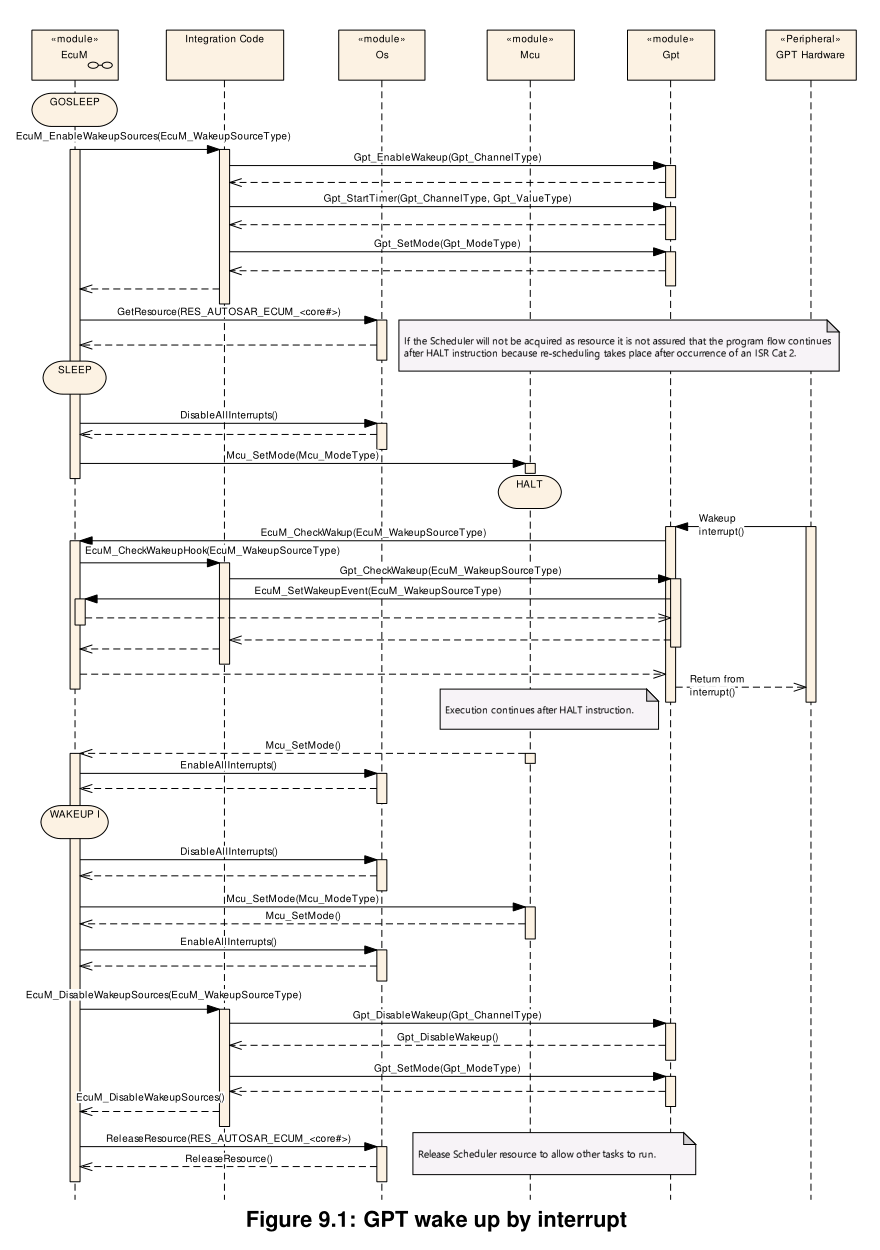 «module»
EcuM
Integration Code
«module»
Os
«module»
Mcu
«module»
Gpt
«Peripheral»
GPT Hardware
GOSLEEP
EcuM_EnableWakeupSources(EcuM_WakeupSourceType)
Gpt_EnableWakeup(Gpt_ChannelType)
Gpt_StartTimer(Gpt_ChannelType, Gpt_ValueType)
Gpt_SetMode(Gpt_ModeType)
GetResource(RES_AUTOSAR_ECUM_<core#>)
If the Scheduler will not be acquired as resource it is not assured that the program flow continues
after HALT instruction because re-scheduling takes place after occurrence of an ISR Cat 2.
SLEEP
DisableAllInterrupts()
Mcu_SetMode(Mcu_ModeType)
HALT
Wakeup
interrupt()
EcuM_CheckWakup(EcuM_WakeupSourceType)
EcuM_CheckWakeupHook(EcuM_WakeupSourceType)
Gpt_CheckWakeup(EcuM_WakeupSourceType)
EcuM_SetWakeupEvent(EcuM_WakeupSourceType)
Return from
interrupt()
Execution continues after HALT instruction.
Mcu_SetMode()
EnableAllInterrupts()
WAKEUP I
DisableAllInterrupts()
Mcu_SetMode(Mcu_ModeType)
Mcu_SetMode()
EnableAllInterrupts()
EcuM_DisableWakeupSources(EcuM_WakeupSourceType)
Gpt_DisableWakeup(Gpt_ChannelType)
Gpt_DisableWakeup()
Gpt_SetMode(Gpt_ModeType)
EcuM_DisableWakeupSources()
ReleaseResource(RES_AUTOSAR_ECUM_<core#>)
Release Scheduler resource to allow other tasks to run.
ReleaseResource()
Figure 9.1: GPT wake up by interrupt